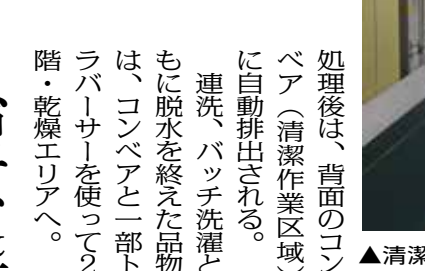 処理後は、背面のコン
ベア（清潔作業区域）
に自動排出される。
連洗、バッチ洗濯と
もに脱水を終えた品物
は、コンベアと一部ト
ラバーサーを使って2
階・乾燥エリアへ。
▲清潔